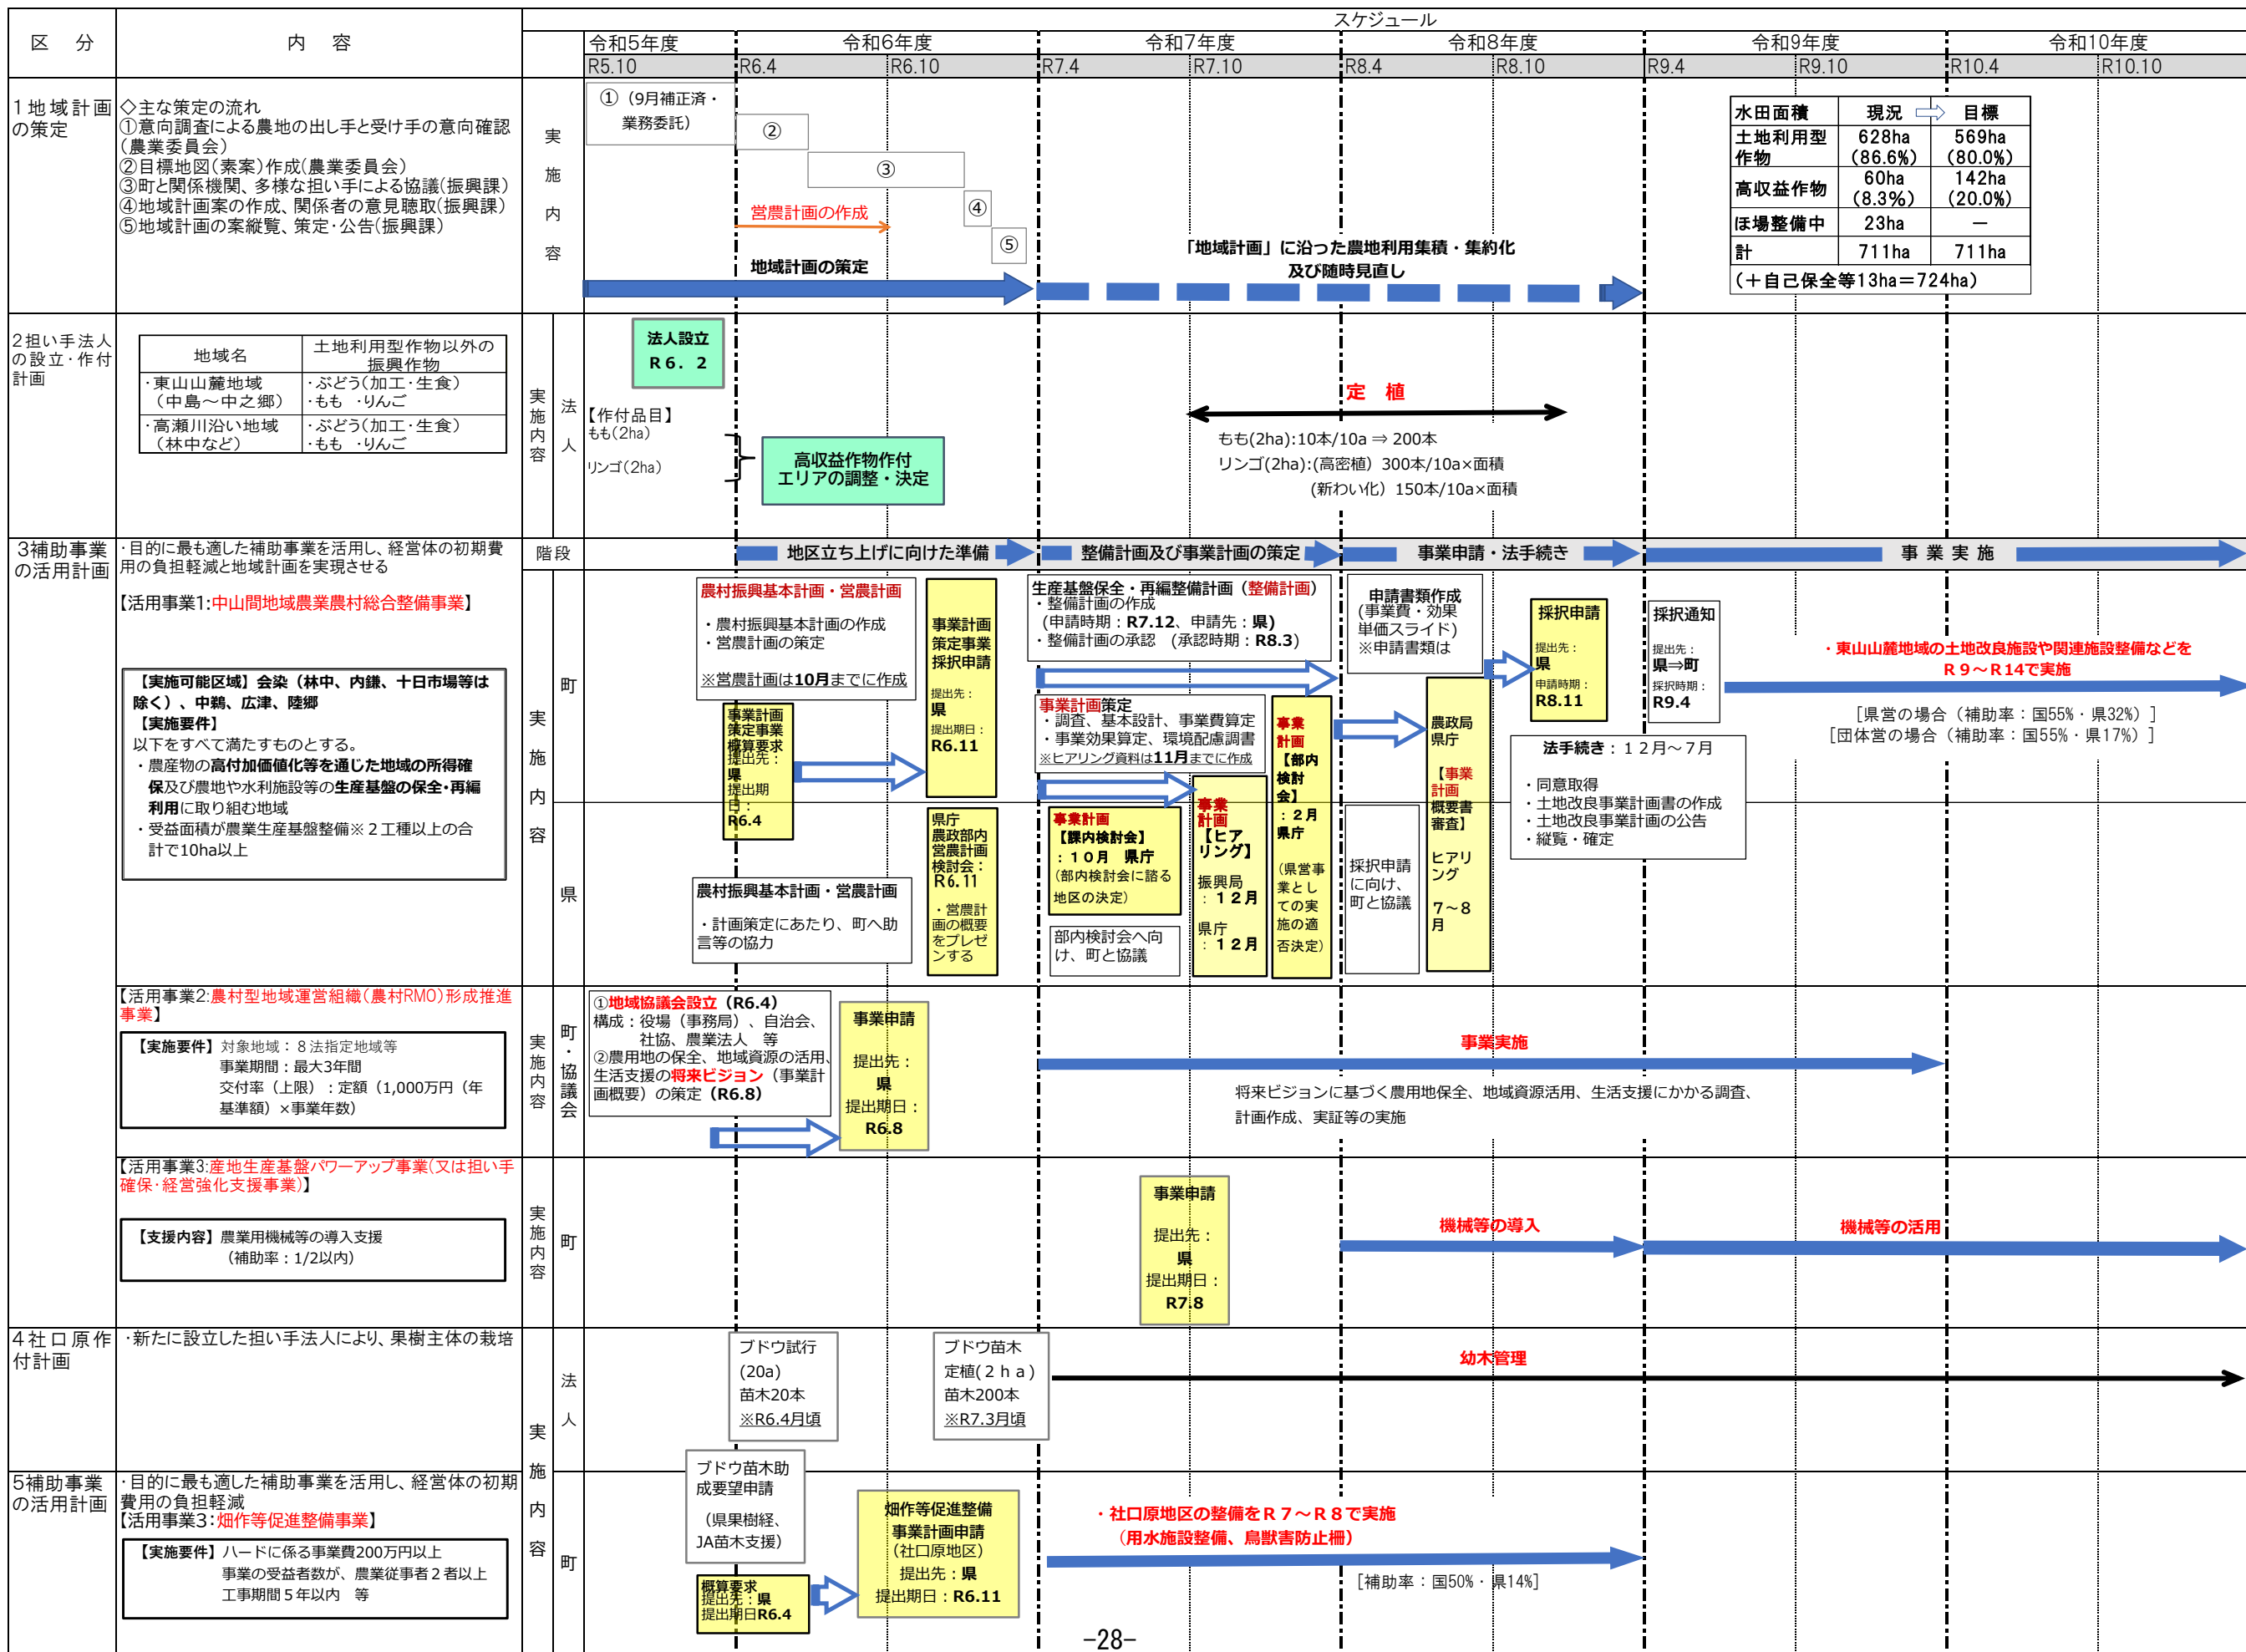 区　分
内　容
スケジュール
令和5年度
令和6年度
令和7年度
令和8年度
令和9年度
令和10年度
R5.10
R6.4
R6.10
R7.4
R7.10
R8.4
R8.10
R9.4
R9.10
R10.4
R10.10
1地域計画
の策定
◇主な策定の流れ
①意向調査による農地の出し手と受け手の意向確認
(農業委員会)
②目標地図(素案)作成(農業委員会)
③町と関係機関、多様な担い手による協議(振興課)
④地域計画案の作成、関係者の意見聴取(振興課)
⑤地域計画の案縦覧、策定･公告(振興課)
実施内容
①（9月補正済・
業務委託）
②
③
④
⑤
営農計画の作成
地域計画の策定
「地域計画」に沿った農地利用集積・集約化
及び随時見直し
水田面積　現況 ⇨ 目標
土地利用型作物　628ha（86.6%）　569ha（80.0%）
高収益作物　60ha（8.3%）　142ha（20.0%）
ほ場整備中　23ha　－
計　711ha　711ha
（＋自己保全等13ha＝724ha）
2担い手法人
の設立･作付
計画
地域名　土地利用型作物以外の振興作物
･東山山麓地域　･ぶどう(加工･生食)
（中島～中之郷）　･もも　･りんご
･高瀬川沿い地域　･ぶどう(加工･生食)
（林中など）　･もも　･りんご
実施内容
法人
法人設立
R６．２
【作付品目】
もも(2ha)
リンゴ(2ha)
高収益作物作付
エリアの調整・決定
定　植
もも(2ha):10本/10a ⇒ 200本
リンゴ(2ha):(高密植）300本/10a×面積
(新わい化）150本/10a×面積
3補助事業
の活用計画
･目的に最も適した補助事業を活用し、経営体の初期費
用の負担軽減と地域計画を実現させる
【活用事業1:中山間地域農業農村総合整備事業】
【実施可能区域】会染（林中、内鎌、十日市場等は
除く）、中鵜、広津、陸郷
【実施要件】
以下をすべて満たすものとする。
・農産物の高付加価値化等を通じた地域の所得確
保及び農地や水利施設等の生産基盤の保全・再編
利用に取り組む地域
・受益面積が農業生産基盤整備※２工種以上の合
計で10ha以上
階段
地区立ち上げに向けた準備
整備計画及び事業計画の策定
事業申請・法手続き
事 業 実 施
実施内容
町
県
農村振興基本計画・営農計画
・農村振興基本計画の作成
・営農計画の策定
※営農計画は10月までに作成
事業計画
策定事業
概算要求
提出先：
県
提出期
日：
R6.4
事業計画
策定事業
採択申請
提出先：
県
提出期日：
R6.11
農村振興基本計画・営農計画
・計画策定にあたり、町へ助
言等の協力
県庁
農政部内
営農計画
検討会：
R6.11
・営農計
画の概要
をプレゼ
ンする
生産基盤保全・再編整備計画（整備計画）
・整備計画の作成
（申請時期：R7.12、申請先：県）
・整備計画の承認　(承認時期：R8.3）
事業計画策定
・調査、基本設計、事業費算定
・事業効果算定、環境配慮調書
※ヒアリング資料は11月までに作成
事業計画
【課内検討会】
：１０月　県庁
(部内検討会に諮る
地区の決定）
部内検討会へ向
け、町と協議
事業
計画
【ヒア
リング】
振興局
：１２月
県庁
：１２月
事業
計画
【部内
検討
会】
：２月
県庁
（県営事
業とし
ての実
施の適
否決定）
申請書類作成
(事業費・効果
単価スライド)
※申請書類は
採択申請
に向け、
町と協議
農政局
県庁
【事業
計画
概要書
審査】
ヒアリ
ング
７～８
月
採択申請
提出先：
県
申請時期：
R8.11
法手続き：１２月～７月
・同意取得
・土地改良事業計画書の作成
・土地改良事業計画の公告
・縦覧・確定
採択通知
提出先：
県⇒町
採択時期：
R9.4
・東山山麓地域の土地改良施設や関連施設整備などを
Ｒ９～Ｒ14で実施
[県営の場合（補助率：国55%・県32%）]
[団体営の場合（補助率：国55%・県17%）]
【活用事業2:農村型地域運営組織(農村RMO)形成推進
事業】
【実施要件】対象地域：８法指定地域等
事業期間：最大3年間
交付率（上限）：定額（1,000万円（年
基準額）×事業年数）
実施内容
町・協議会
①地域協議会設立（R6.4）
構成：役場（事務局）、自治会、
社協、農業法人　等
②農用地の保全、地域資源の活用、
生活支援の将来ビジョン（事業計
画概要）の策定（R6.8）
事業申請
提出先：
県
提出期日：
R6.8
事業実施
将来ビジョンに基づく農用地保全、地域資源活用、生活支援にかかる調査、
計画作成、実証等の実施
【活用事業3:産地生産基盤パワーアップ事業(又は担い手
確保･経営強化支援事業)】
【支援内容】農業用機械等の導入支援
（補助率：1/2以内）
実施内容
町
事業申請
提出先：
県
提出期日：
R7.8
機械等の導入
機械等の活用
4社口原作
付計画
･新たに設立した担い手法人により、果樹主体の栽培
実施内容
法人
ブドウ試行
(20a)
苗木20本
※R6.4月頃
ブドウ苗木
定植(２ｈａ)
苗木200本
※R7.3月頃
幼木管理
5補助事業
の活用計画
･目的に最も適した補助事業を活用し、経営体の初期
費用の負担軽減
【活用事業3:畑作等促進整備事業】
【実施要件】ハードに係る事業費200万円以上
事業の受益者数が、農業従事者２者以上
工事期間５年以内　等
町
ブドウ苗木助
成要望申請
（県果樹経、
JA苗木支援）
概算要求
提出先：県
提出期日R6.4
畑作等促進整備
事業計画申請
（社口原地区）
提出先：県
提出期日：R6.11
・社口原地区の整備をＲ７～Ｒ８で実施
（用水施設整備、鳥獣害防止柵）
[補助率：国50%・県14%]
-28-